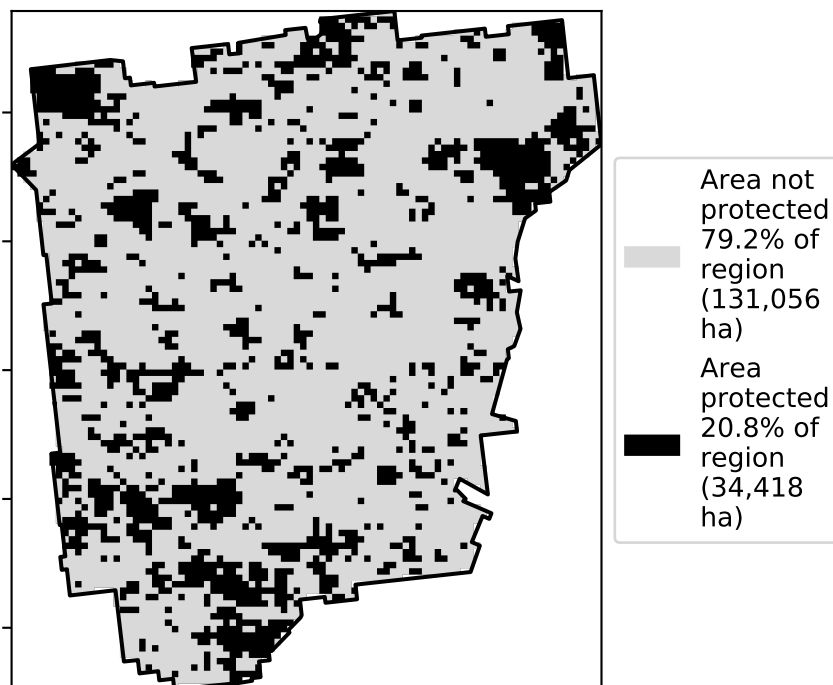 Area not
protected
79.2% of
region
(131,056
ha)
Area
protected
20.8% of
region
(34,418
ha)